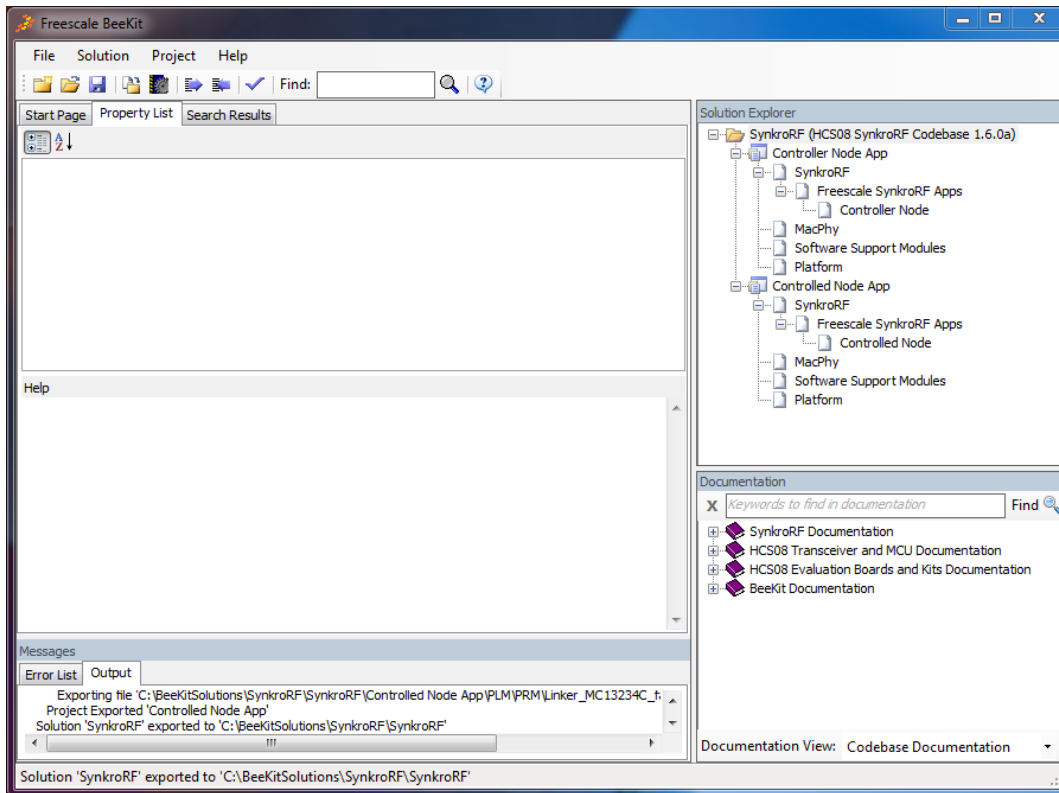 Freescale BeeKit
File Solution Project Help
Find:
Start Page Property List Search Results
Help
Messages
Error List Output
Exporting file 'C:\BeeKitSolutions\SynkroRF\SynkroRF\Controlled Node App\PLM\PRM\Linker_MC13234C_f
Project Exported 'Controlled Node App'
Solution 'SynkroRF' exported to 'C:\BeeKitSolutions\SynkroRF\SynkroRF'
Solution Explorer
SynkroRF (HCS08 SynkroRF Codebase 1.6.0a)
Controller Node App
SynkroRF
Freescale SynkroRF Apps
Controller Node
MacPhy
Software Support Modules
Platform
Controlled Node App
SynkroRF
Freescale SynkroRF Apps
Controlled Node
MacPhy
Software Support Modules
Platform
Documentation
X Keywords to find in documentation Find
SynkroRF Documentation
HCS08 Transceiver and MCU Documentation
HCS08 Evaluation Boards and Kits Documentation
BeeKit Documentation
Documentation View: Codebase Documentation
Solution 'SynkroRF' exported to 'C:\BeeKitSolutions\SynkroRF\SynkroRF'